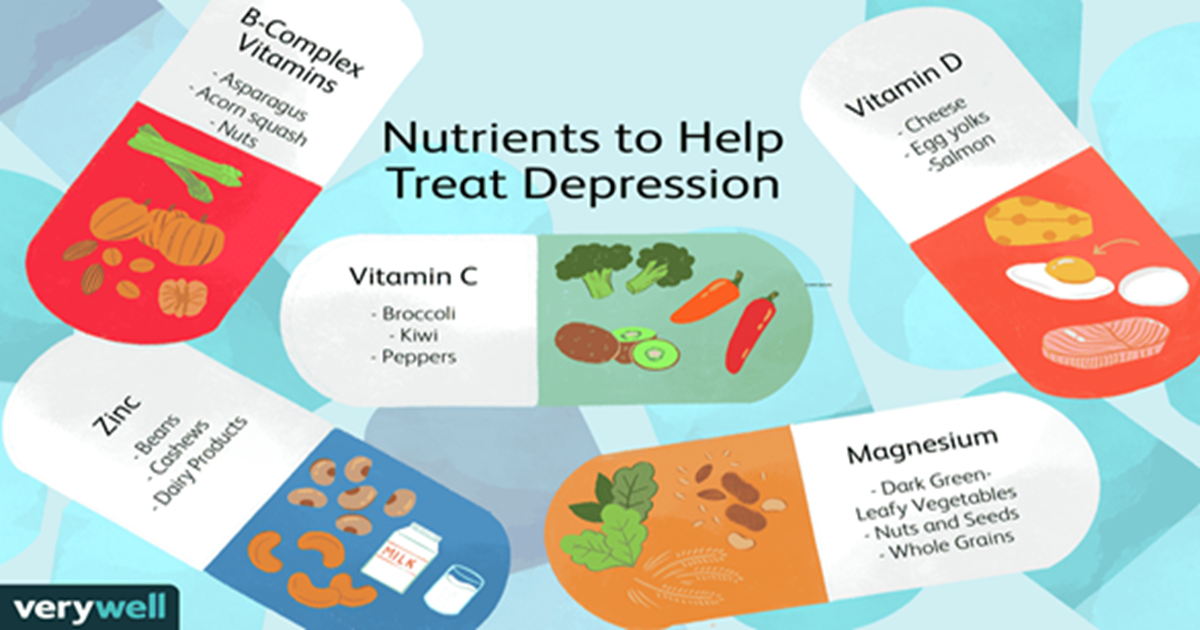 B-Complex
Vitamins
- Asparagus
- Acorn squash
- Nuts
Nutrients to Help
Treat Depression
Vitamin D
- Cheese
- Egg yolks
-Salmon
Vitamin C
- Broccoli
- Kiwi
- Peppers
Zinc
- Beans
- Cashews
-Dairy Products
MILK
Magnesium
- Dark Green-
Leafy Vegetables
- Nuts and Seeds
- Whole Grains
verywell